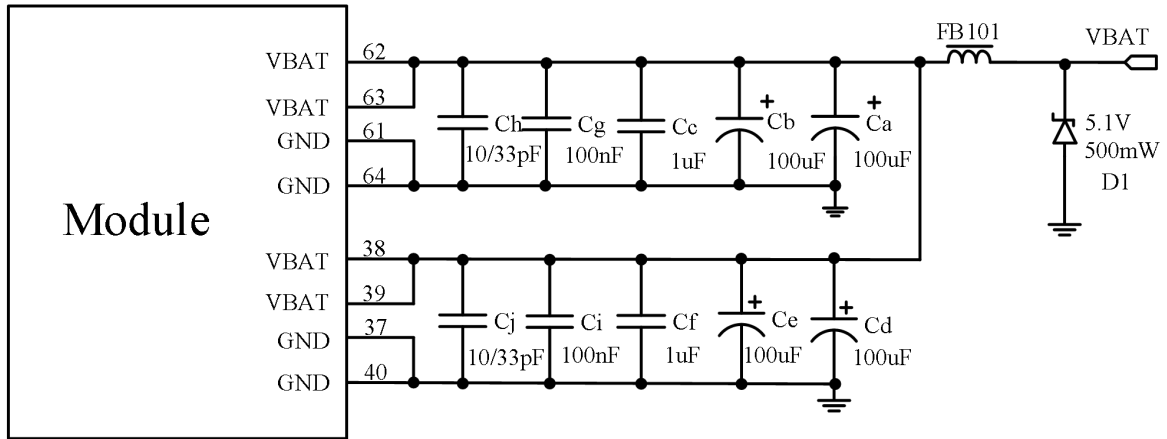 FB101
VBAT
VBAT 62
VBAT 63
GND 61
GND 64
Ch
10/33pF
Cg
100nF
Cc
1uF
+
Cb
100uF
+
Ca
100uF
5.1V
500mW
D1
Module
VBAT 38
VBAT 39
GND 37
GND 40
Cj
10/33pF
Ci
100nF
Cf
1uF
+
Ce
100uF
+
Cd
100uF